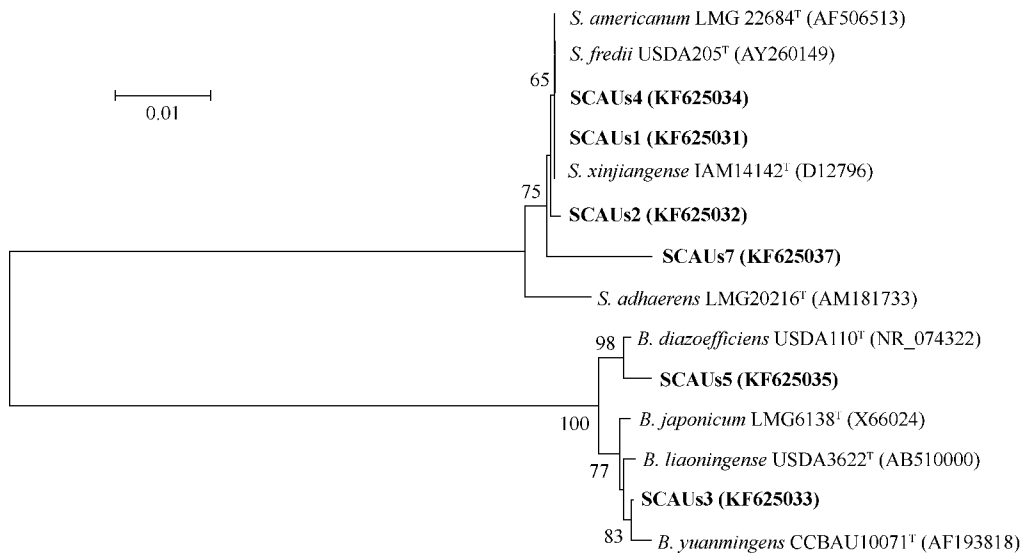 S. americanum LMG 22684ᵀ (AF506513)
S. fredii USDA205ᵀ (AY260149)
65
SCAUs4 (KF625034)
0.01
SCAUs1 (KF625031)
S. xinjiangense IAM14142ᵀ (D12796)
75
SCAUs2 (KF625032)
SCAUs7 (KF625037)
S. adhaerens LMG20216ᵀ (AM181733)
98
B. diazoefficiens USDA110ᵀ (NR_074322)
SCAUs5 (KF625035)
100
B. japonicum LMG6138ᵀ (X66024)
B. liaoningense USDA3622ᵀ (AB510000)
77
SCAUs3 (KF625033)
83
B. yuanmingens CCBAU10071ᵀ (AF193818)